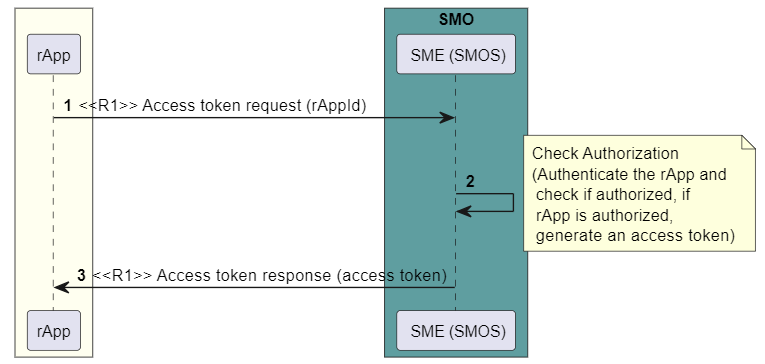 SMO
rApp
SME (SMOS)
1 <<R1>> Access token request (rAppId)
Check Authorization
(Authenticate the rApp and
check if authorized, if
rApp is authorized,
generate an access token)
2
3 <<R1>> Access token response (access token)
rApp
SME (SMOS)